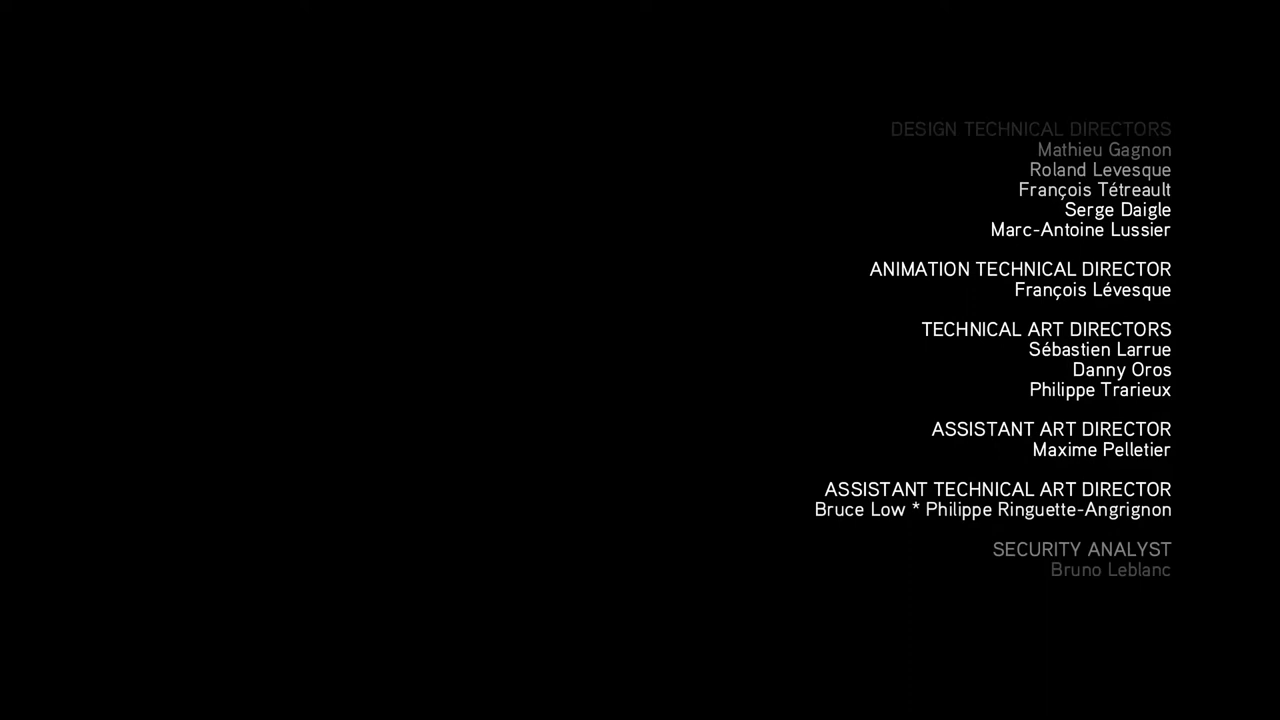 DESIGN TECHNICAL DIRECTORS
Mathieu Gagnon
Roland Levesque
François Tétreault
Serge Daigle
Marc-Antoine Lussier
ANIMATION TECHNICAL DIRECTOR
François Lévesque
TECHNICAL ART DIRECTORS
Sébastien Larrue
Danny Oros
Philippe Trarieux
ASSISTANT ART DIRECTOR
Maxime Pelletier
ASSISTANT TECHNICAL ART DIRECTOR
Bruce Low * Philippe Ringuette-Angrignon
SECURITY ANALYST
Bruno Leblanc